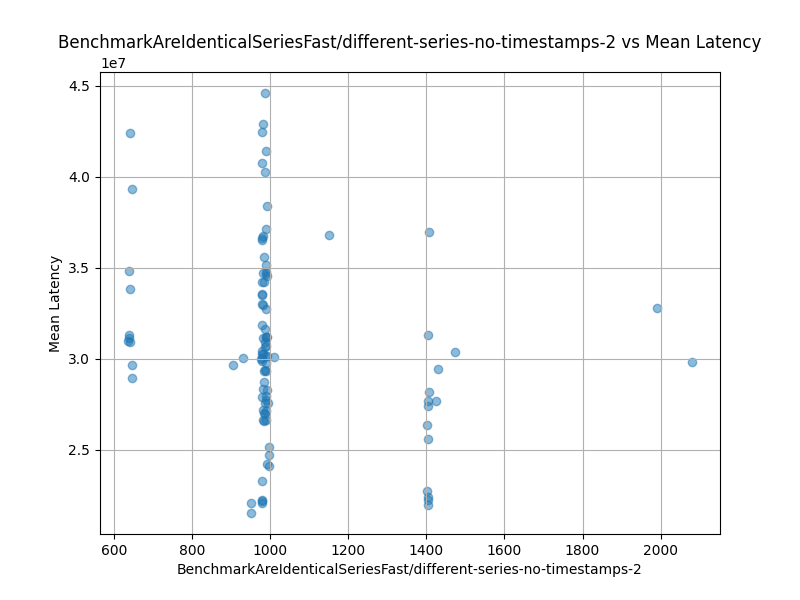 BenchmarkAreIdenticalSeriesFast/different-series-no-timestamps-2 vs Mean Latency
1e7
4.5
4.0
3.5
3.0
2.5
Mean Latency
600 800 1000 1200 1400 1600 1800 2000
BenchmarkAreIdenticalSeriesFast/different-series-no-timestamps-2